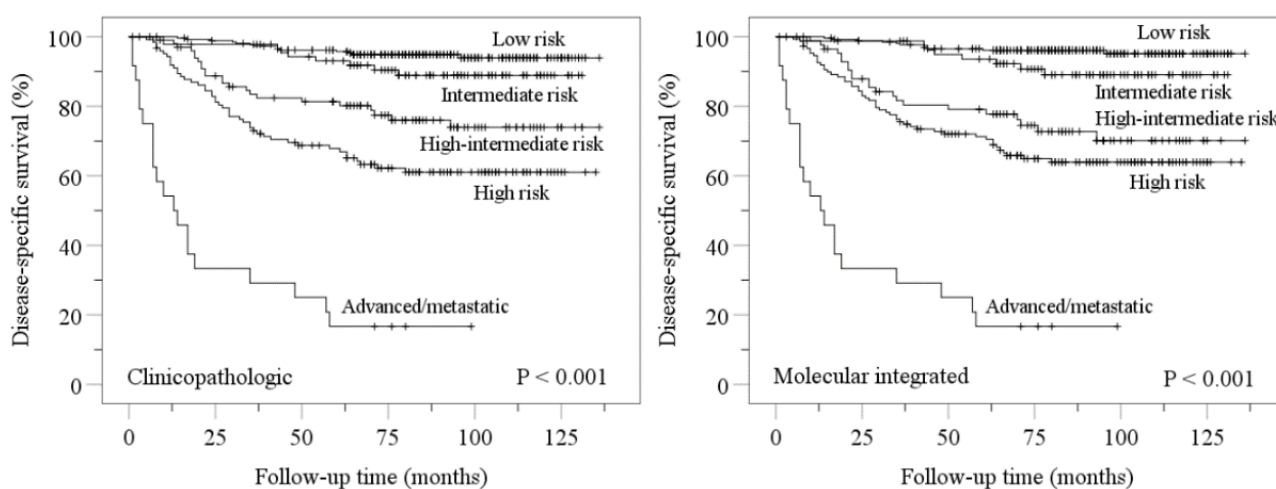 Disease-specific survival (%)
100
80
60
40
20
0
Low risk
Intermediate risk
High-intermediate risk
High risk
Advanced/metastatic
Clinicopathologic
P < 0.001
0 25 50 75 100 125
Follow-up time (months)
Disease-specific survival (%)
100
80
60
40
20
0
Low risk
Intermediate risk
High-intermediate risk
High risk
Advanced/metastatic
Molecular integrated
P < 0.001
0 25 50 75 100 125
Follow-up time (months)